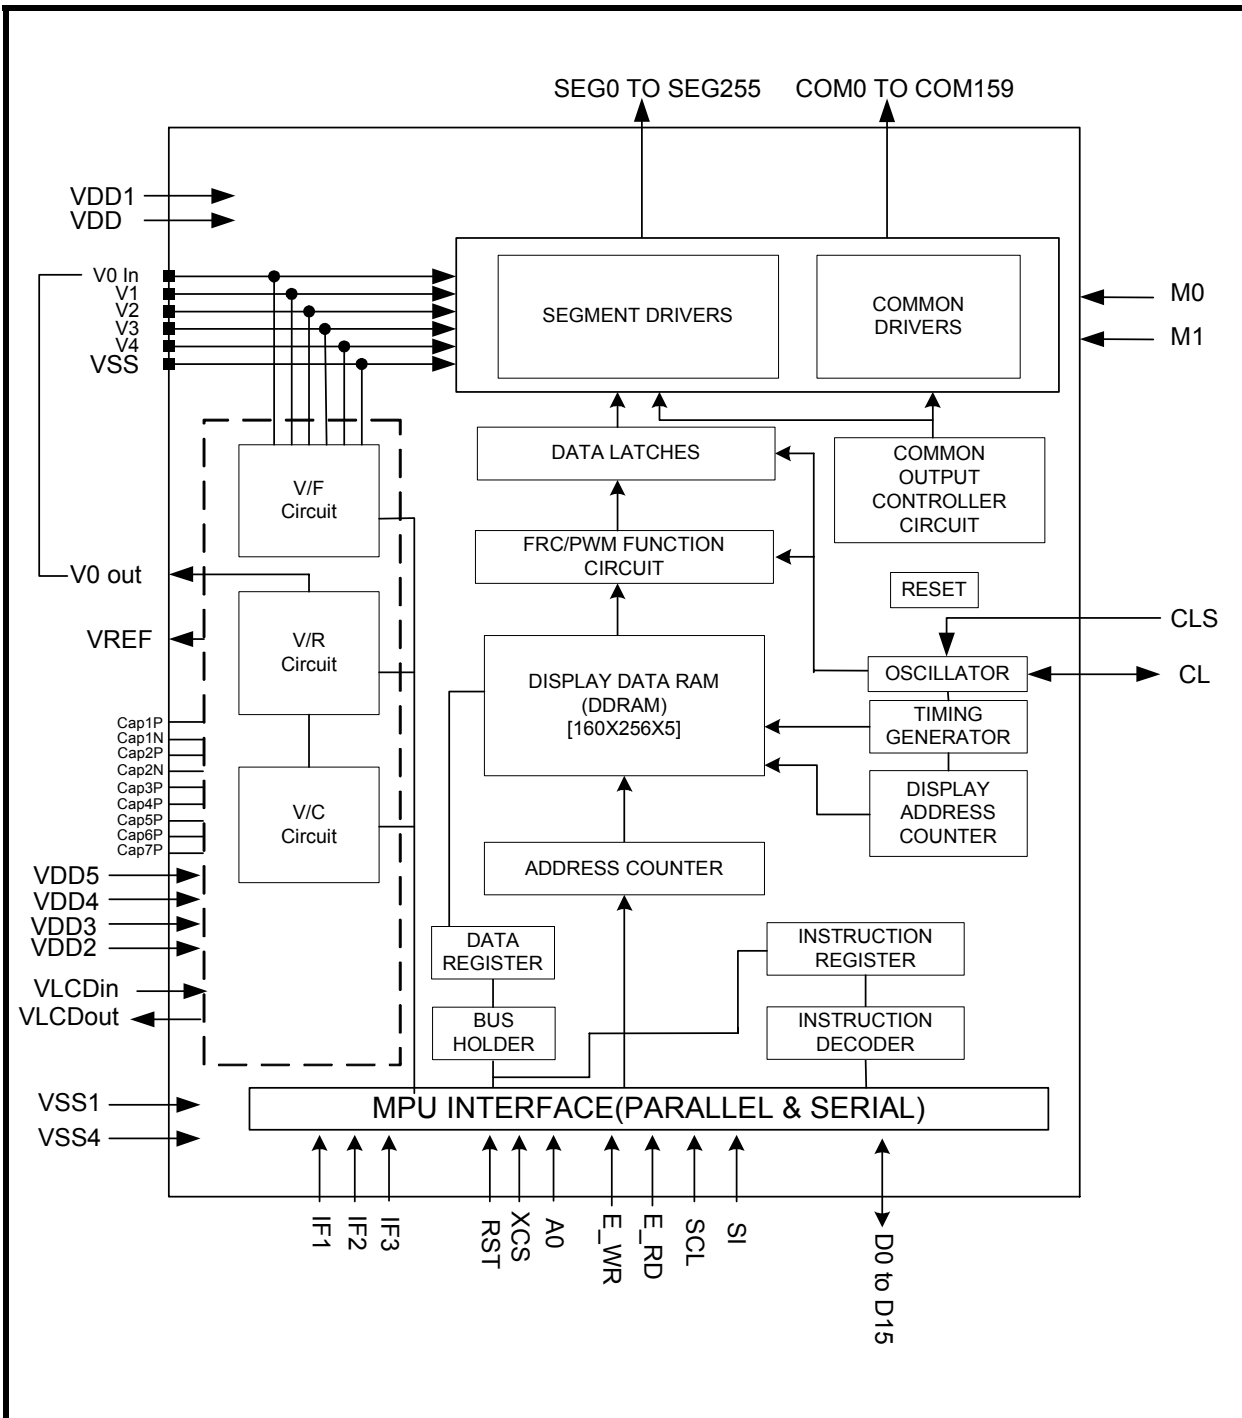 SEG0 TO SEG255
COM0 TO COM159
VDD1
VDD
V0 In
V1
V2
V3
V4
VSS
SEGMENT DRIVERS
COMMON
DRIVERS
M0
M1
DATA LATCHES
COMMON
OUTPUT
CONTROLLER
CIRCUIT
V/F
Circuit
FRC/PWM FUNCTION
CIRCUIT
V0 out
RESET
VREF
V/R
Circuit
CLS
OSCILLATOR
CL
DISPLAY DATA RAM
(DDRAM)
[160X256X5]
TIMING
GENERATOR
Cap1P
Cap1N
Cap2P
Cap2N
Cap3P
Cap4P
Cap5P
Cap6P
Cap7P
V/C
Circuit
DISPLAY
ADDRESS
COUNTER
ADDRESS COUNTER
VDD5
VDD4
VDD3
VDD2
DATA
REGISTER
INSTRUCTION
REGISTER
VLCDin
VLCDout
BUS
HOLDER
INSTRUCTION
DECODER
VSS1
VSS4
MPU INTERFACE(PARALLEL & SERIAL)
IF1
IF2
IF3
RST
XCS
A0
E_WR
E_RD
SCL
SI
D0 to D15